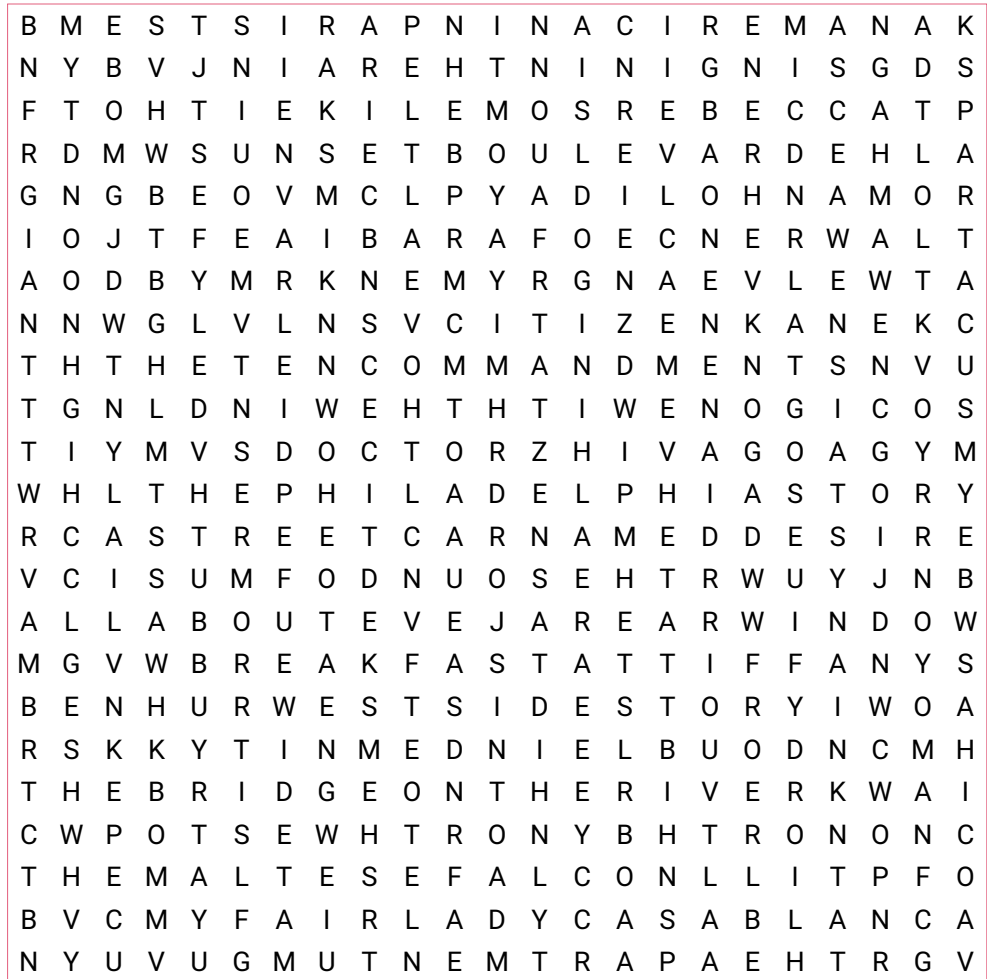 B M E S T S I R A P N I N A C I R E M A N A K
N Y B V J N I A R E H T N I N I G N I S G D S
F T O H T I E K I L E M O S R E B E C C A T P
R D M W S U N S E T B O U L E V A R D E H L A
G N G B E O V M C L P Y A D I L O H N A M O R
I O J T F E A I B A R A F O E C N E R W A L T
A O D B Y M R K N E M Y R G N A E V L E W T A
N N W G L V L N S V C I T I Z E N K A N E K C
T H T H E T E N C O M M A N D M E N T S N V U
T G N L D N I W E H T H T I W E N O G I C O S
T I Y M V S D O C T O R Z H I V A G O A G Y M
W H L T H E P H I L A D E L P H I A S T O R Y
R C A S T R E E T C A R N A M E D D E S I R E
V C I S U M F O D N U O S E H T R W U Y J N B
A L L A B O U T E V E J A R E A R W I N D O W
M G V W B R E A K F A S T A T T I F F A N Y S
B E N H U R W E S T S I D E S T O R Y I W O A
R S K K Y T I N M E D N I E L B U O D N C M H
T H E B R I D G E O N T H E R I V E R K W A I
C W P O T S E W H T R O N Y B H T R O N O N C
T H E M A L T E S E F A L C O N L L I T P F O
B V C M Y F A I R L A D Y C A S A B L A N C A
N Y U V U G M U T N E M T R A P A E H T R G V